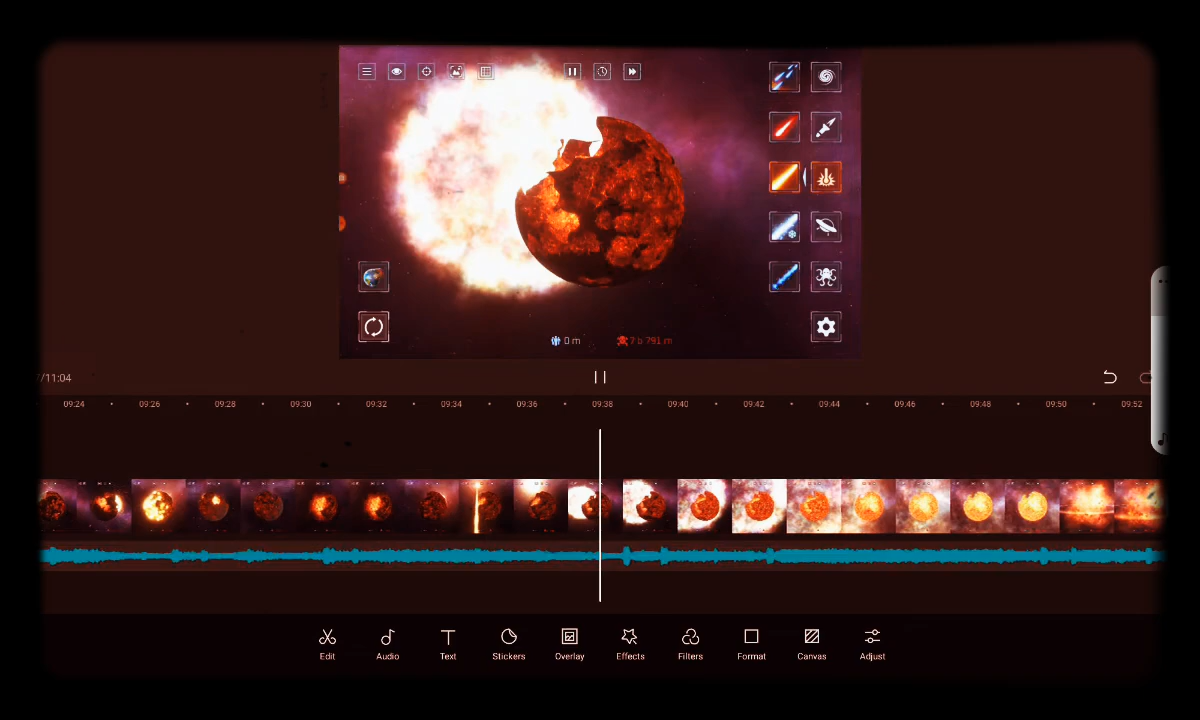 0 m
7 b 791 m
/11:04
09:24 09:26 09:28 09:30 09:32 09:34 09:36 09:38 09:40 09:42 09:44 09:46 09:48 09:50 09:52
Edit Audio Text Stickers Overlay Effects Filters Format Canvas Adjust